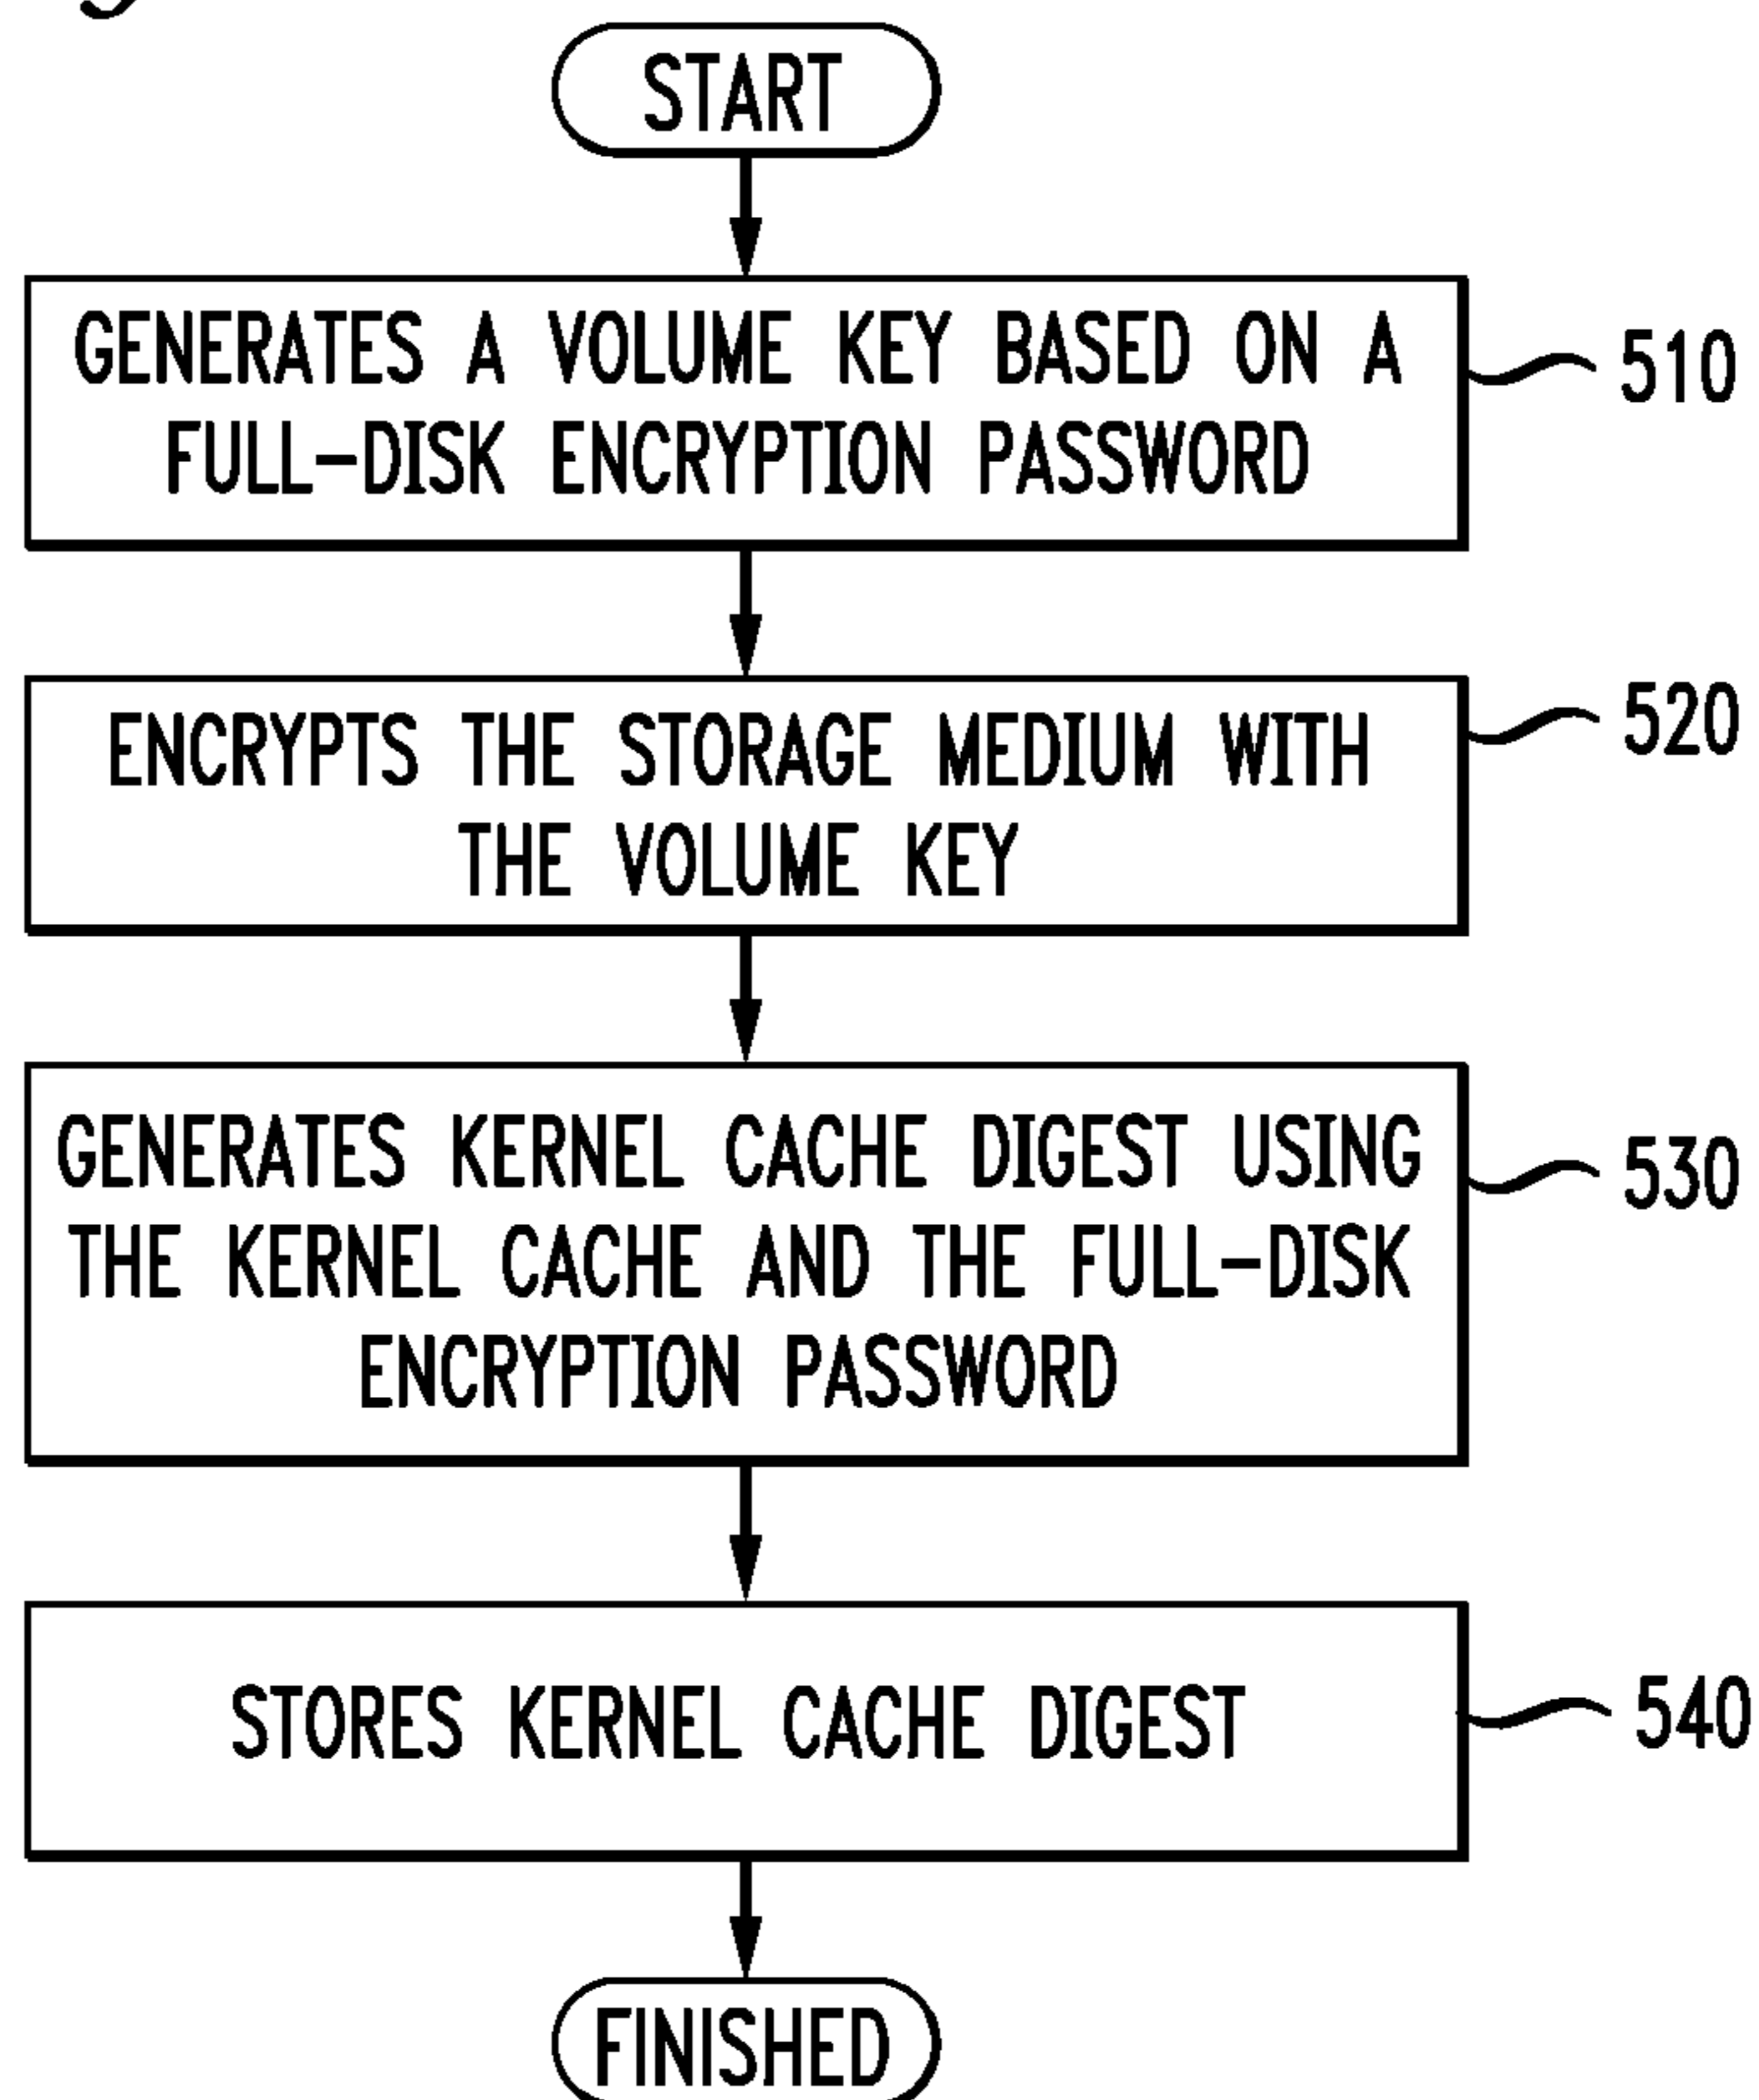 START
GENERATES A VOLUME KEY BASED ON A
FULL-DISK ENCRYPTION PASSWORD
510
ENCRYPTS THE STORAGE MEDIUM WITH
THE VOLUME KEY
520
GENERATES KERNEL CACHE DIGEST USING
THE KERNEL CACHE AND THE FULL-DISK
ENCRYPTION PASSWORD
530
STORES KERNEL CACHE DIGEST
540
FINISHED